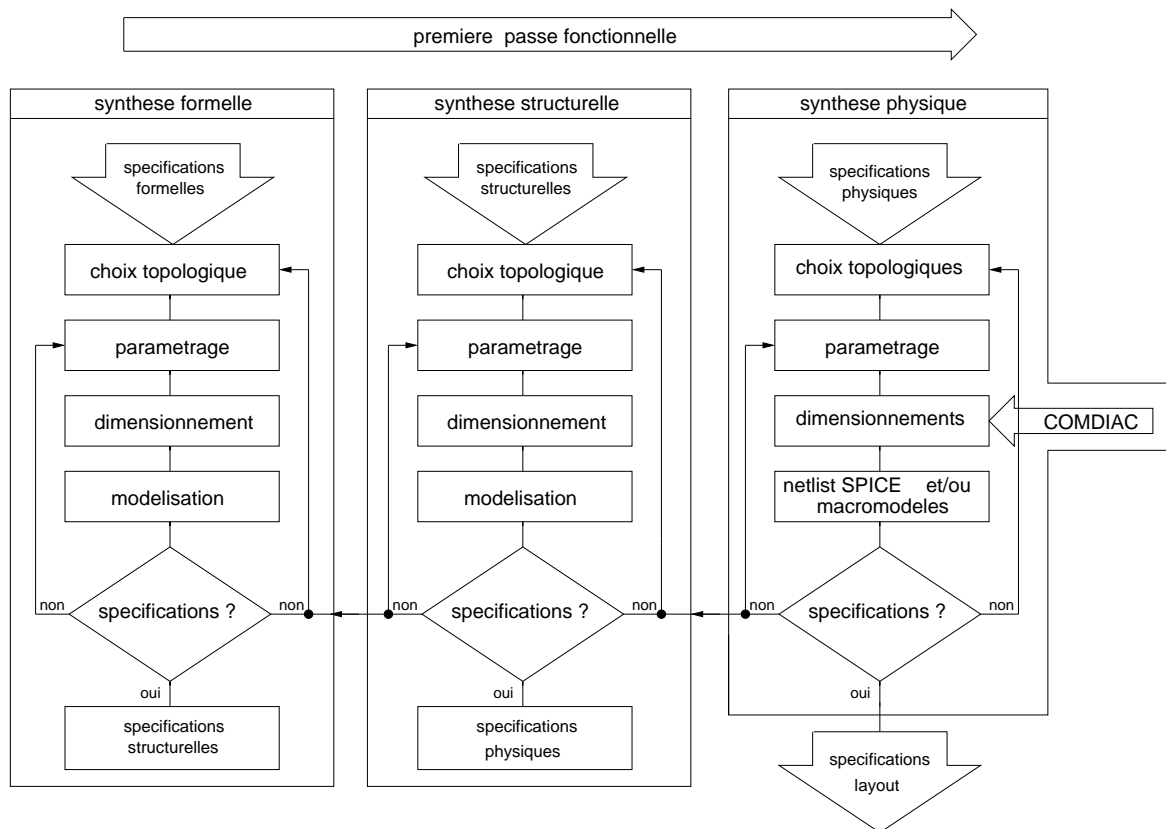 premiere passe fonctionnelle
synthese formelle
specifications
formelles
choix topologique
parametrage
dimensionnement
modelisation
non
specifications ?
non
oui
specifications
structurelles
synthese structurelle
specifications
structurelles
choix topologique
parametrage
dimensionnement
modelisation
non
specifications ?
non
oui
specifications
physiques
synthese physique
specifications
physiques
choix topologiques
parametrage
dimensionnements
COMDIAC
netlist SPICE et/ou
macromodeles
non
specifications ?
non
oui
specifications
layout